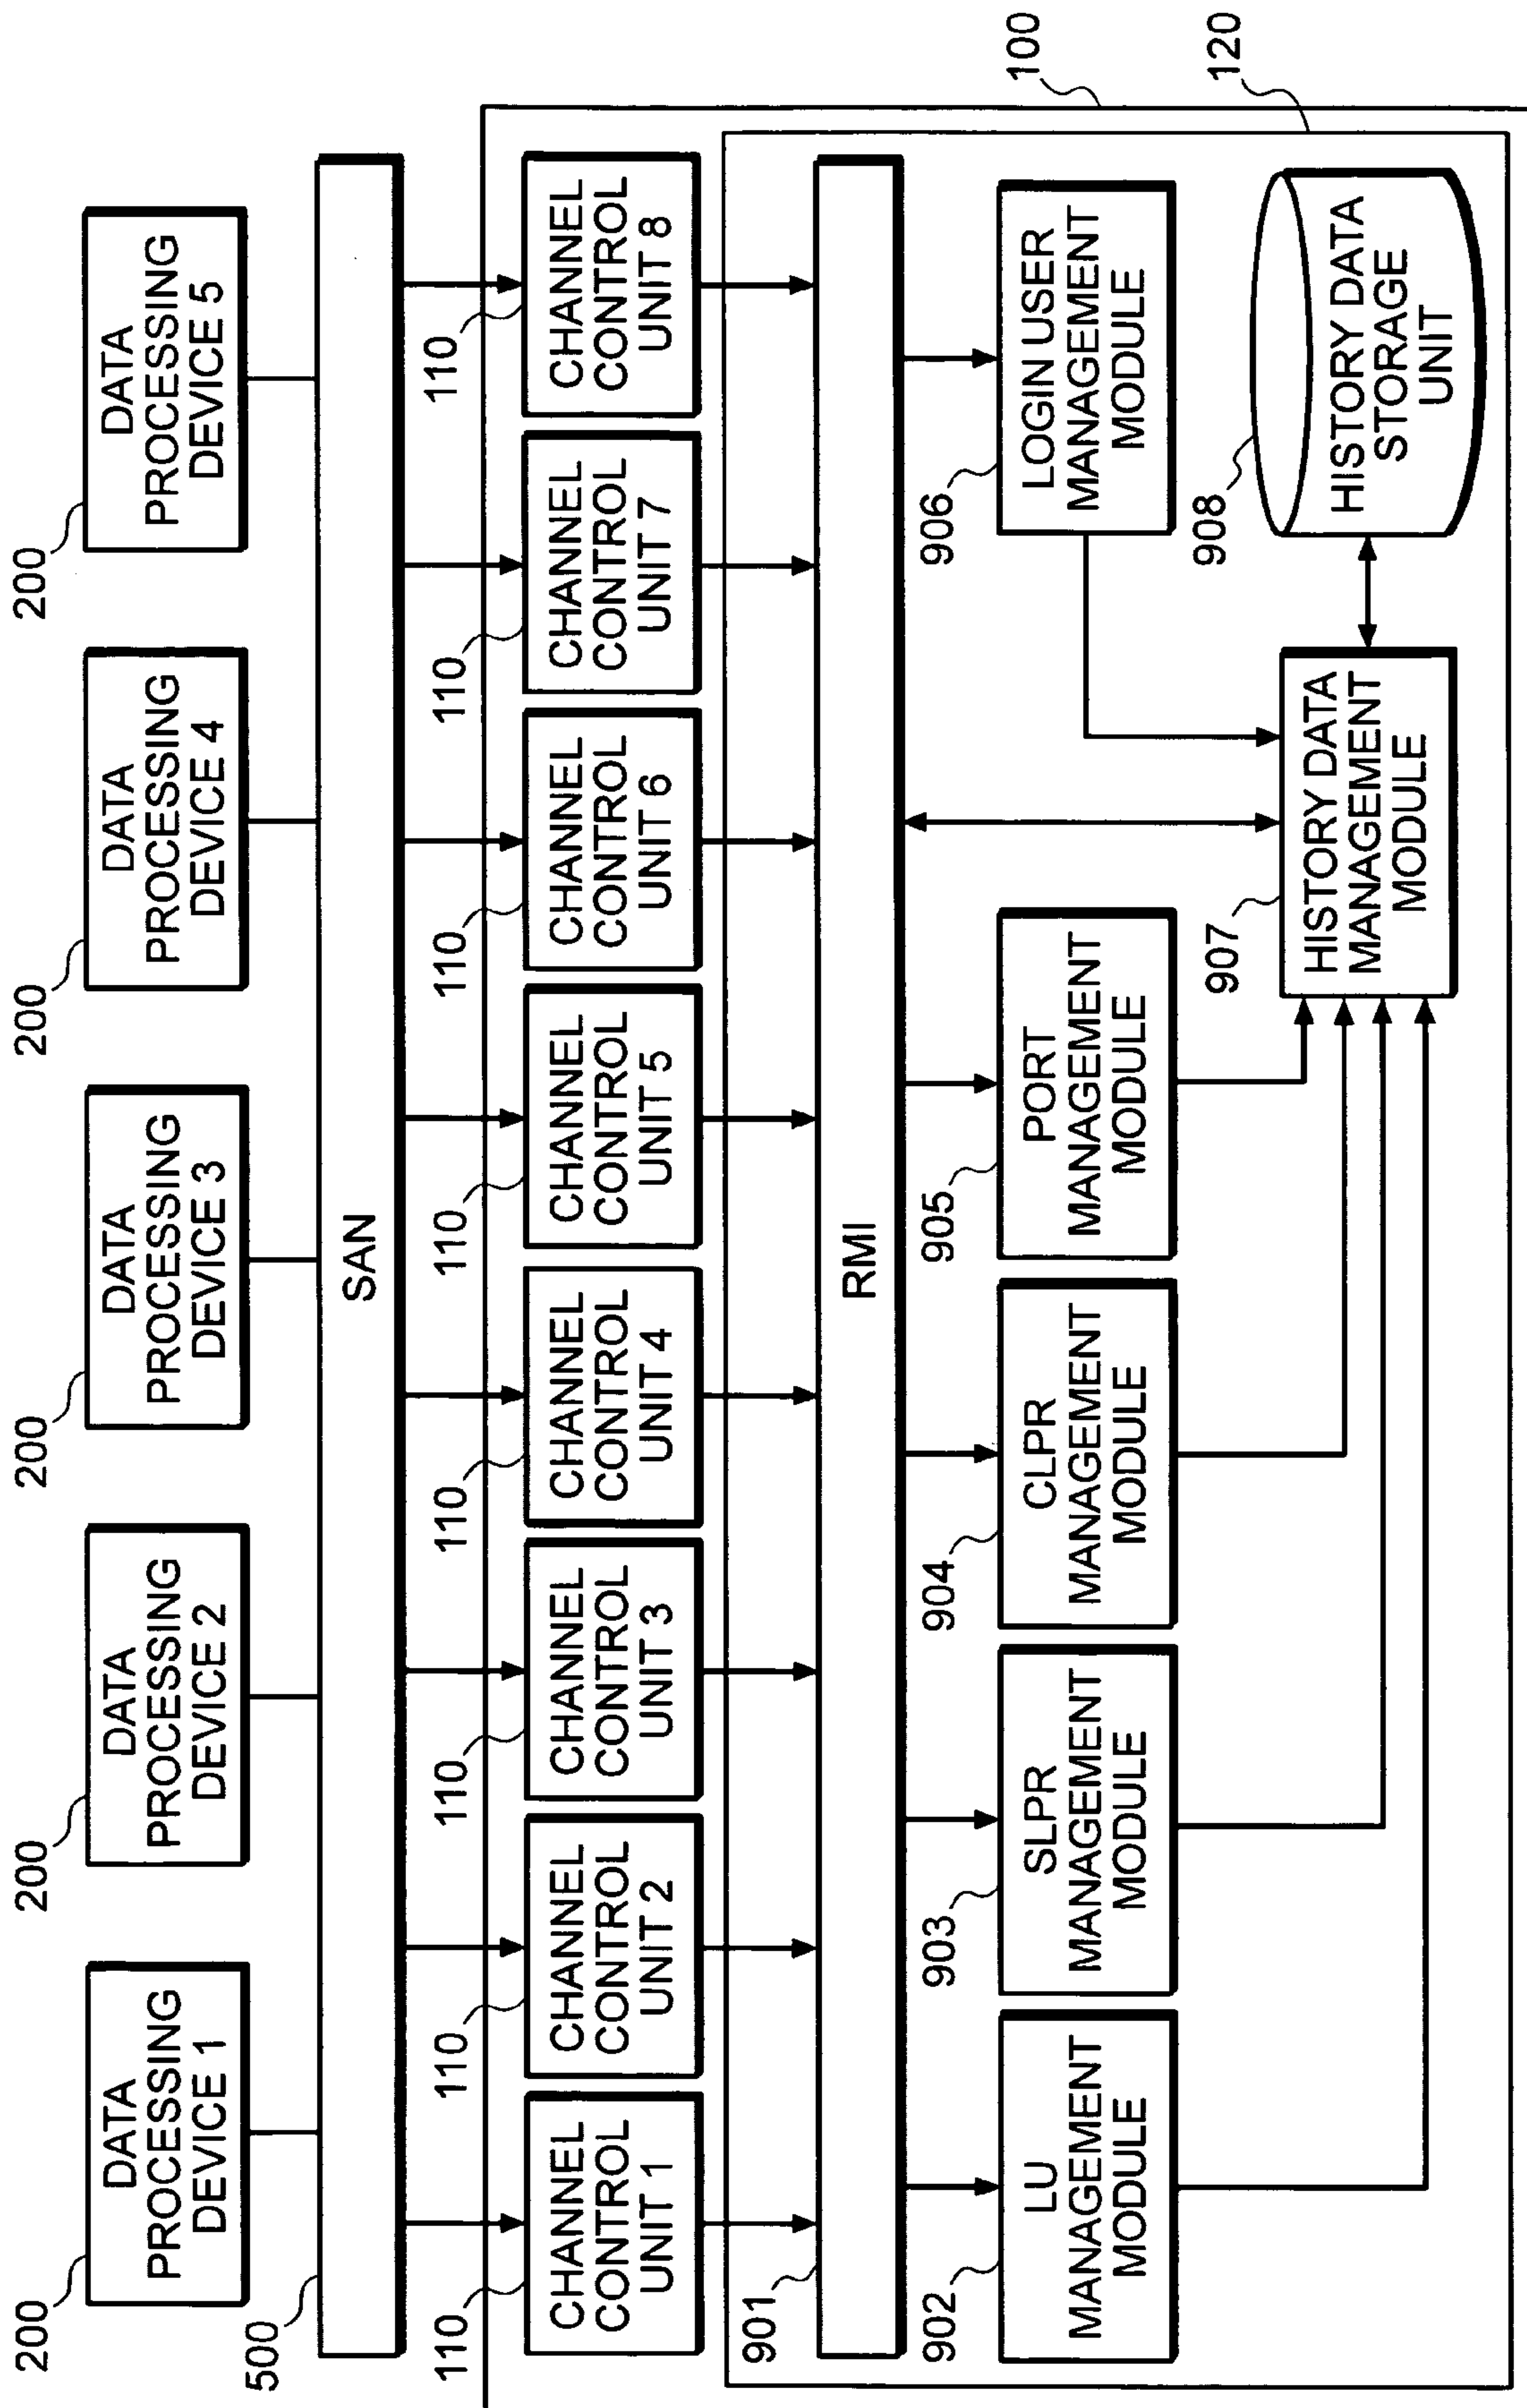 200
DATA
PROCESSING
DEVICE 1
200
DATA
PROCESSING
DEVICE 2
200
DATA
PROCESSING
DEVICE 3
200
DATA
PROCESSING
DEVICE 4
200
DATA
PROCESSING
DEVICE 5
500
SAN
100
110
CHANNEL
CONTROL
UNIT 1
110
CHANNEL
CONTROL
UNIT 2
110
CHANNEL
CONTROL
UNIT 3
110
CHANNEL
CONTROL
UNIT 4
110
CHANNEL
CONTROL
UNIT 5
110
CHANNEL
CONTROL
UNIT 6
110
CHANNEL
CONTROL
UNIT 7
110
CHANNEL
CONTROL
UNIT 8
901
RMI
120
902
LU
MANAGEMENT
MODULE
903
SLPR
MANAGEMENT
MODULE
904
CLPR
MANAGEMENT
MODULE
905
PORT
MANAGEMENT
MODULE
906
LOGIN USER
MANAGEMENT
MODULE
907
HISTORY DATA
MANAGEMENT
MODULE
908
HISTORY DATA
STORAGE
UNIT